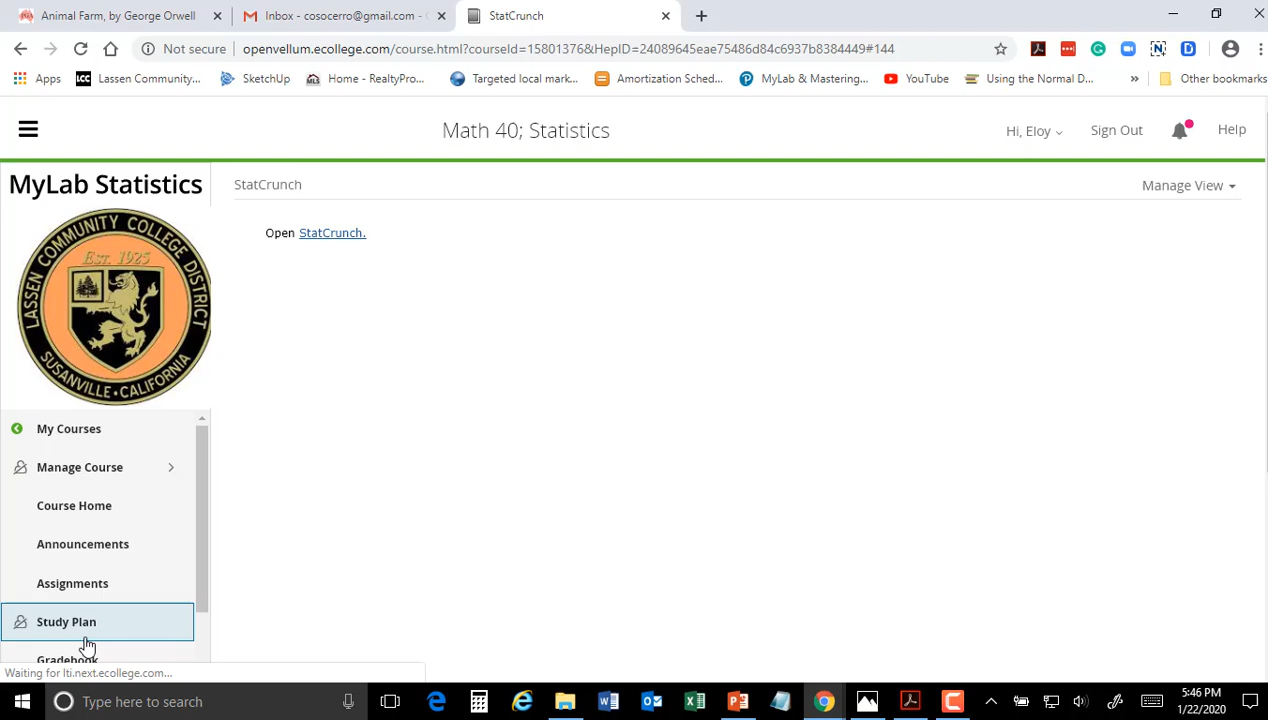 Animal Farm, by George Orwell
Inbox - cosocerro@gmail.com -
StatCrunch
Not secure openvellum.ecollege.com/course.html?courseId=15801376&HepID=24089645eae75486d84c6937b8384449#144
Apps
LCC Lassen Community...
SketchUp
MLS Home - RealtyPro...
Targeted local mark...
Amortization Sched...
MyLab & Mastering...
YouTube
Using the Normal D...
»
Other bookmarks
Math 40; Statistics
Hi, Eloy
Sign Out
Help
MyLab Statistics
StatCrunch
Manage View
Open StatCrunch.
LASSEN COMMUNITY COLLEGE DISTRICT
Est. 1925
SUSANVILLE • CALIFORNIA
My Courses
Manage Course
Course Home
Announcements
Assignments
Study Plan
Gradebook
Waiting for lti.next.ecollege.com...
Type here to search
5:46 PM
1/22/2020